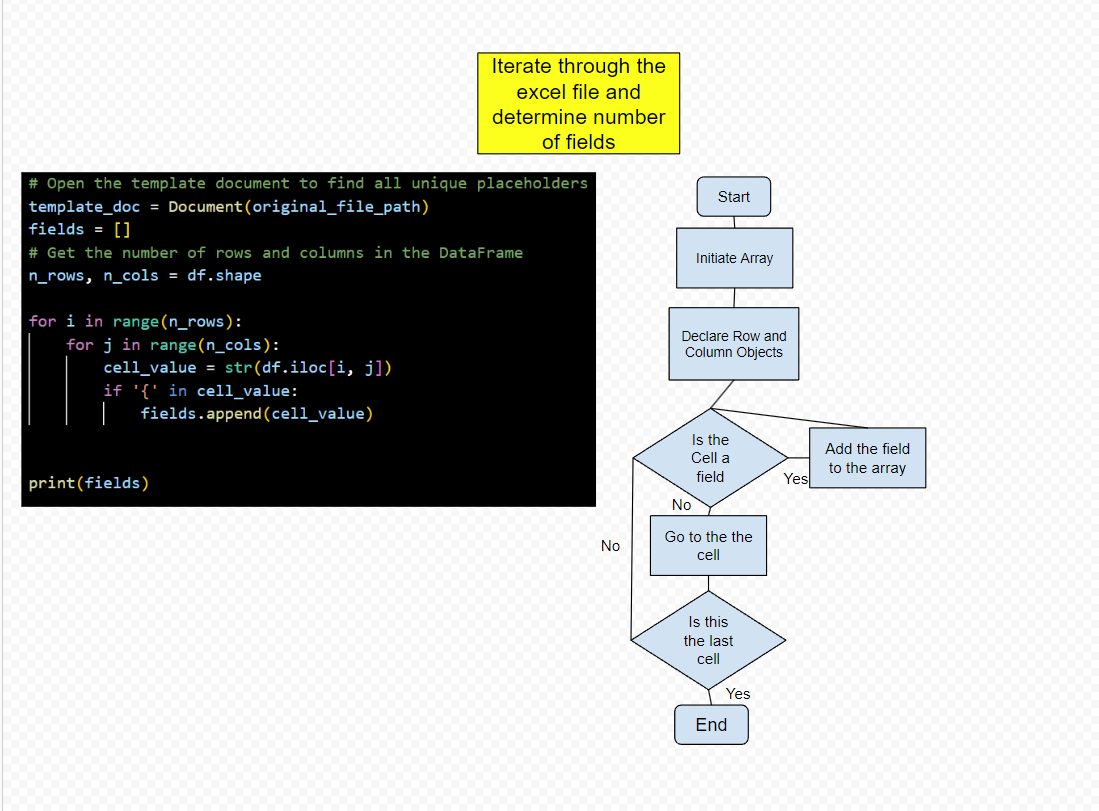 Iterate through the
excel file and
determine number
of fields
# Open the template document to find all unique placeholders
template_doc = Document(original_file_path)
fields = []
# Get the number of rows and columns in the DataFrame
n_rows, n_cols = df.shape
for i in range(n_rows):
for j in range(n_cols):
cell_value = str(df.iloc[i, j])
if '{' in cell_value:
fields.append(cell_value)
print(fields)
Start
Initiate Array
Declare Row and
Column Objects
Is the
Cell a
field
Yes
Add the field
to the array
No
Go to the the
cell
No
Is this
the last
cell
Yes
End